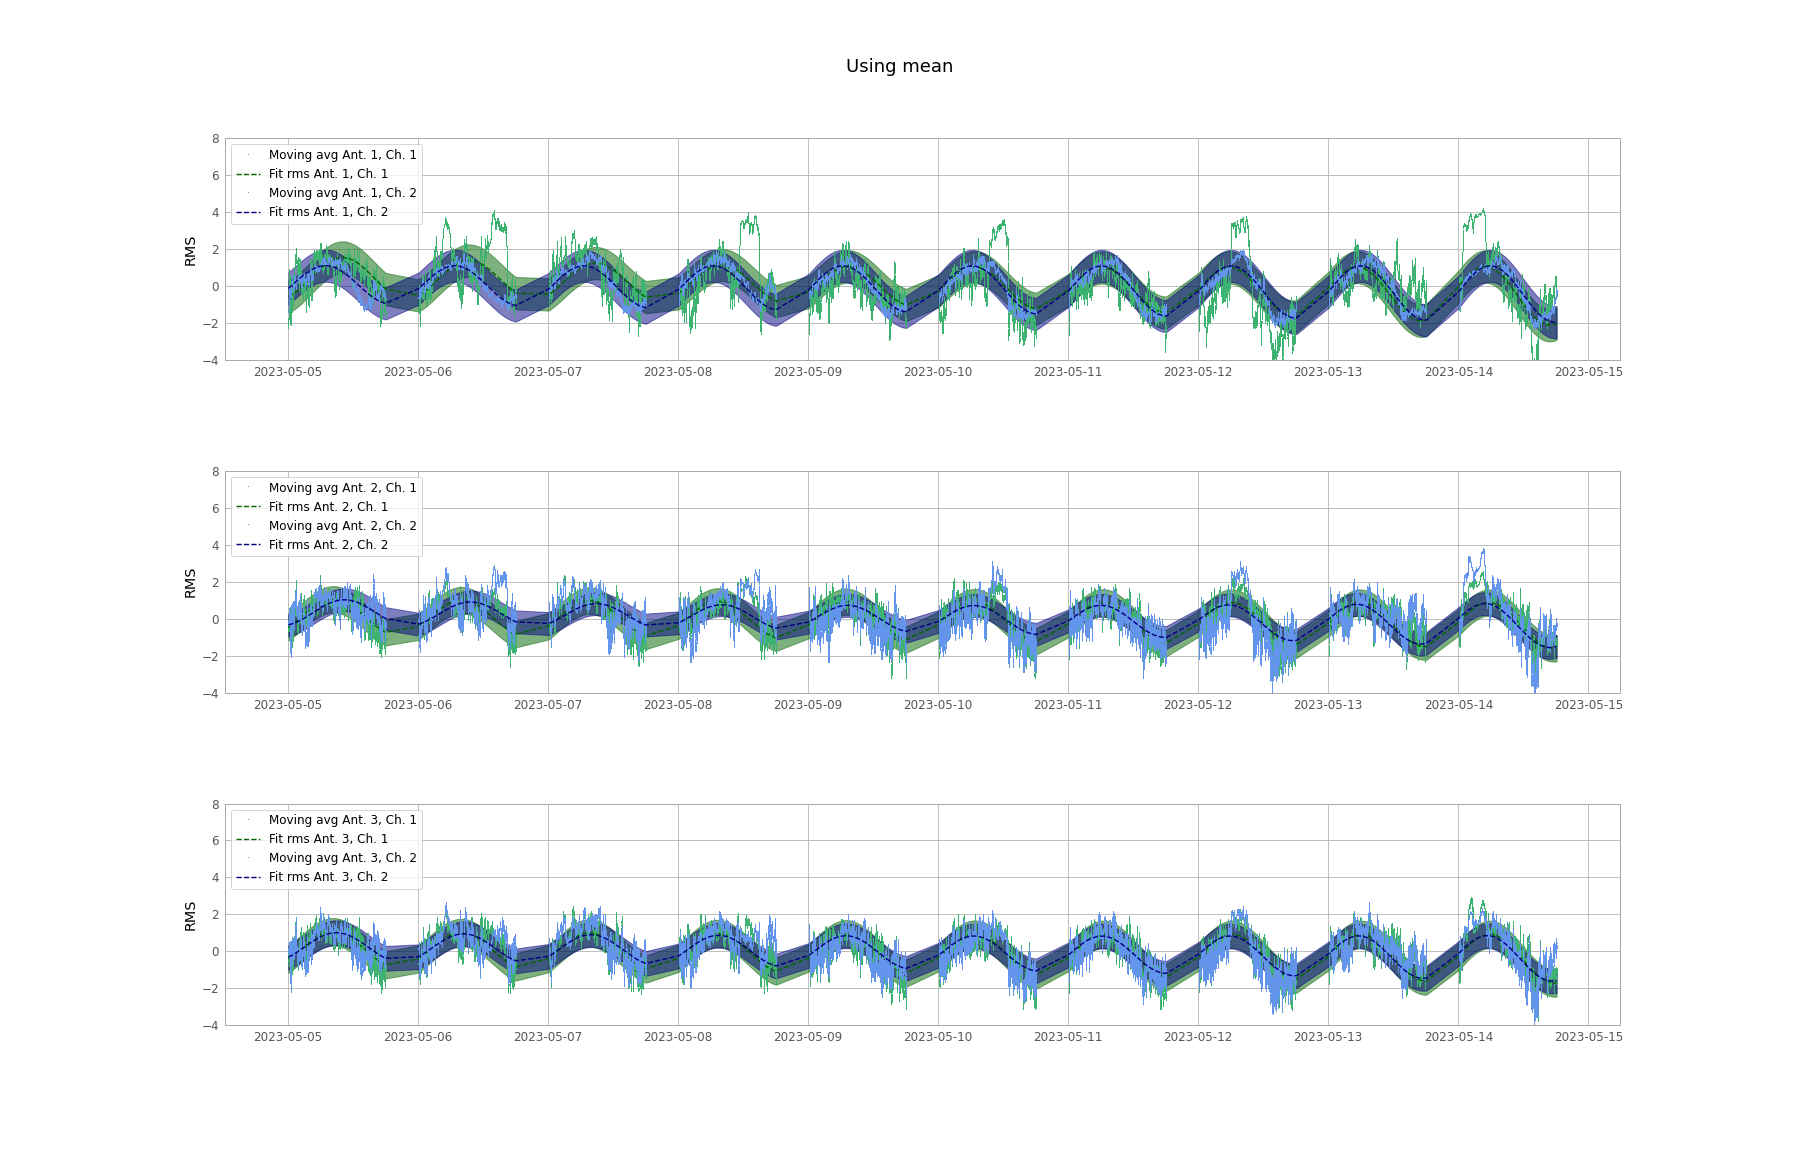 Using mean
8
6
4
2
0
−2
−4
RMS
Moving avg Ant. 1, Ch. 1
Fit rms Ant. 1, Ch. 1
Moving avg Ant. 1, Ch. 2
Fit rms Ant. 1, Ch. 2
2023-05-05 2023-05-06 2023-05-07 2023-05-08 2023-05-09 2023-05-10 2023-05-11 2023-05-12 2023-05-13 2023-05-14 2023-05-15
8
6
4
2
0
−2
−4
RMS
Moving avg Ant. 2, Ch. 1
Fit rms Ant. 2, Ch. 1
Moving avg Ant. 2, Ch. 2
Fit rms Ant. 2, Ch. 2
2023-05-05 2023-05-06 2023-05-07 2023-05-08 2023-05-09 2023-05-10 2023-05-11 2023-05-12 2023-05-13 2023-05-14 2023-05-15
8
6
4
2
0
−2
−4
RMS
Moving avg Ant. 3, Ch. 1
Fit rms Ant. 3, Ch. 1
Moving avg Ant. 3, Ch. 2
Fit rms Ant. 3, Ch. 2
2023-05-05 2023-05-06 2023-05-07 2023-05-08 2023-05-09 2023-05-10 2023-05-11 2023-05-12 2023-05-13 2023-05-14 2023-05-15